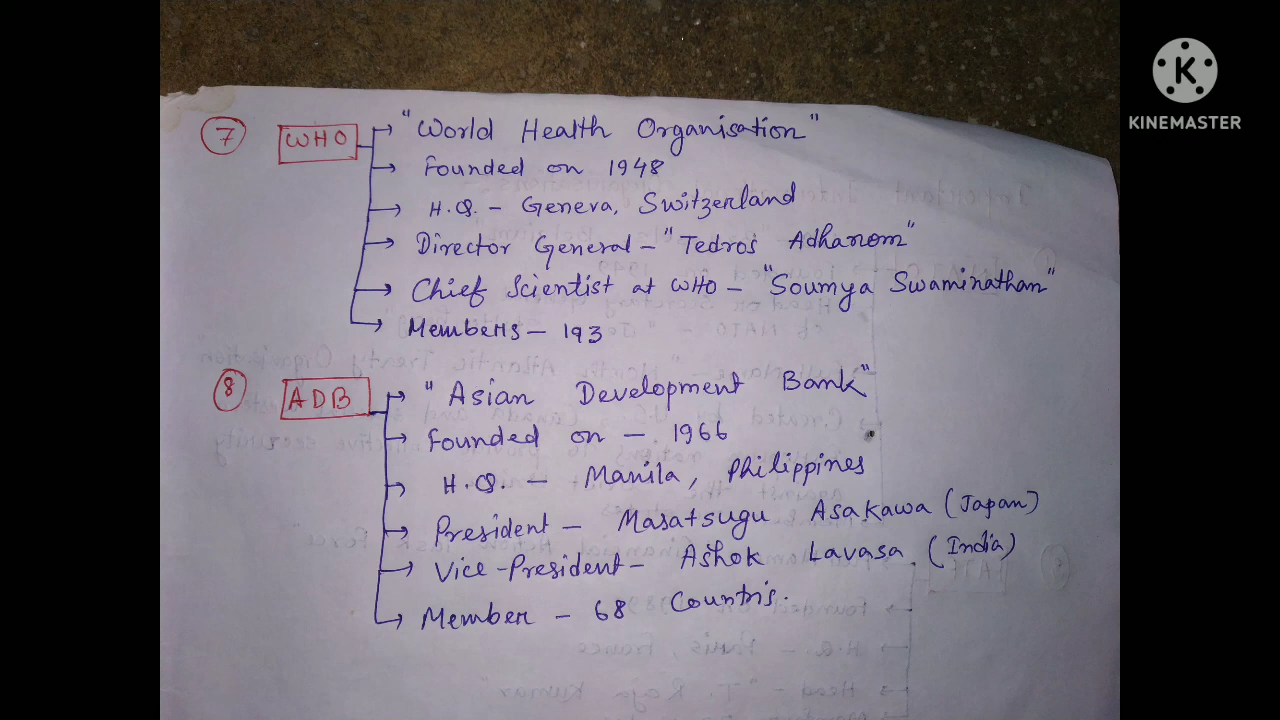 KINEMASTER
7 WHO "World Health Organisation"
Founded on 1948
H.Q. - Geneva, Switzerland
Director General - "Tedros Adhanom"
Chief Scientist at WHO - "Soumya Swaminathan"
Members - 193
8 ADB "Asian Development Bank"
Founded on - 1966
H.Q. - Manila, Philippines
President - Masatsugu Asakawa (Japan)
Vice-President - Ashok Lavasa (India)
Member - 68 Countris.